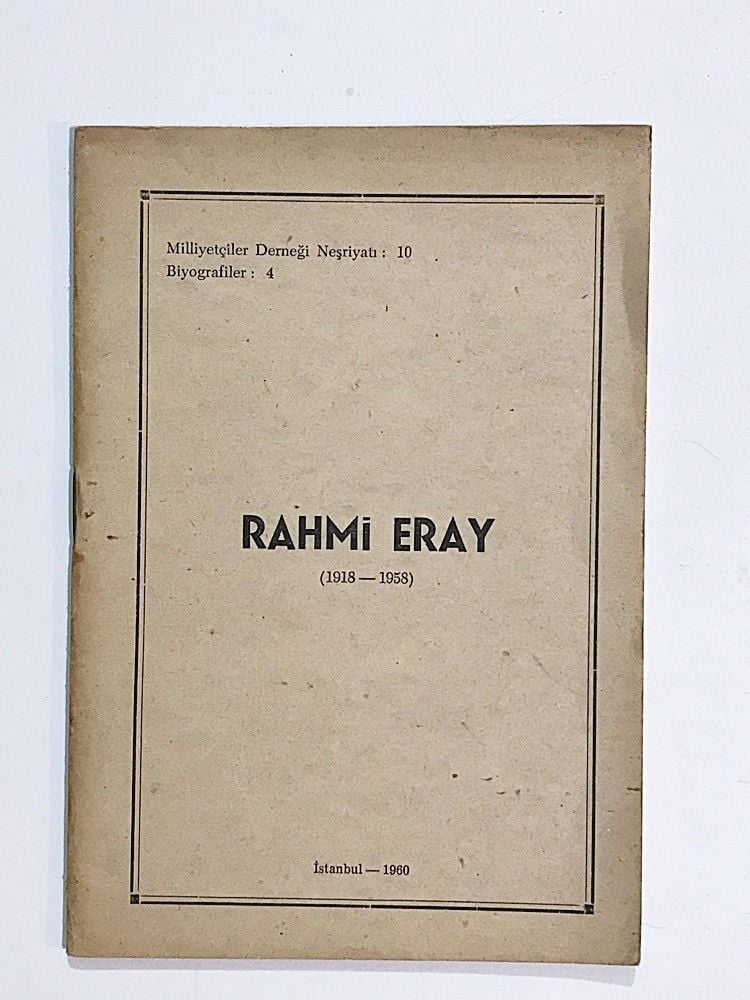 Milliyetçiler Derneği Neşriyatı : 10
Biyografiler : 4
RAHMİ ERAY
(1918 — 1958)
İstanbul — 1960